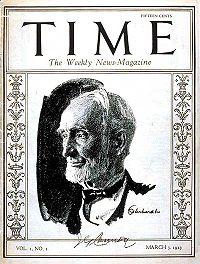 FIFTEEN CENTS
TIME
The Weekly News-Magazine
VOL. 1, NO. 1
MARCH 3, 1923